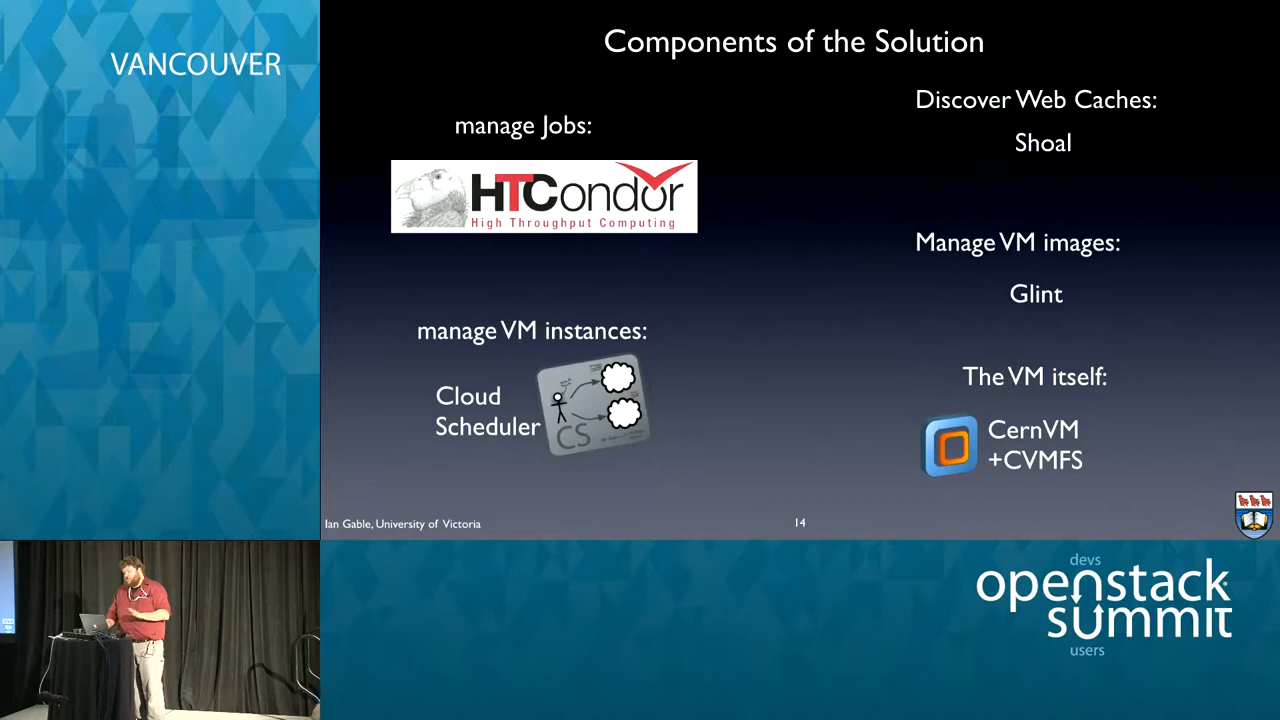 VANCOUVER
Components of the Solution
manage Jobs:
HTCondor
High Throughput Computing
manage VM instances:
Cloud
Scheduler
CS
Discover Web Caches:
Shoal
Manage VM images:
Glint
The VM itself:
CernVM
+CVMFS
Ian Gable, University of Victoria
14
devs
openstack
summit
users